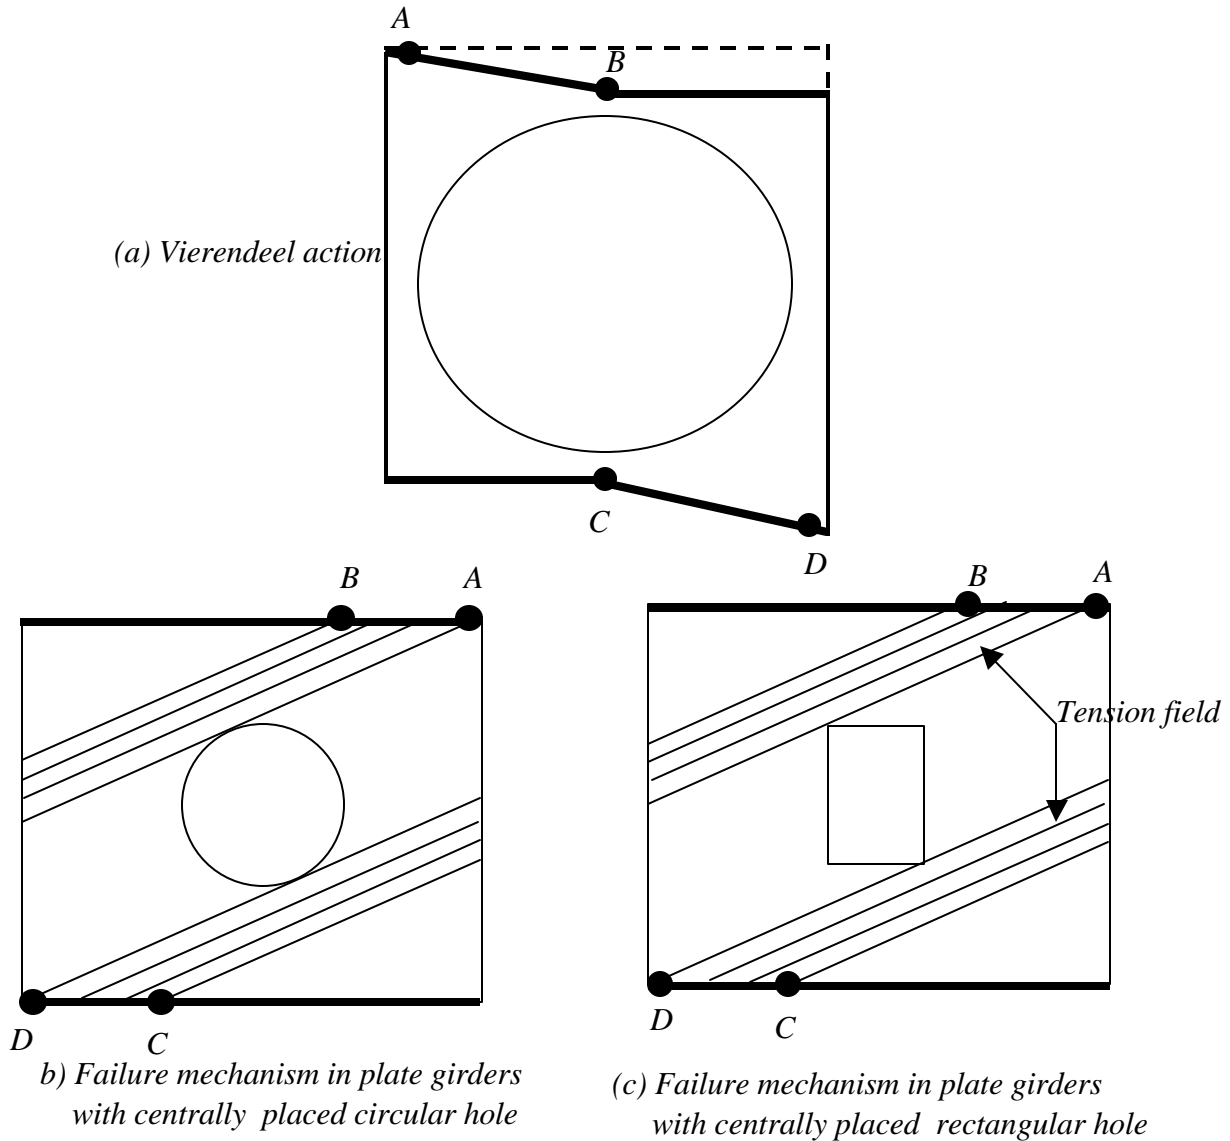 A
B
(a) Vierendeel action
C
D
B
A
B
A
Tension field
D
C
D
C
b) Failure mechanism in plate girders
with centrally placed circular hole
(c) Failure mechanism in plate girders
with centrally placed rectangular hole